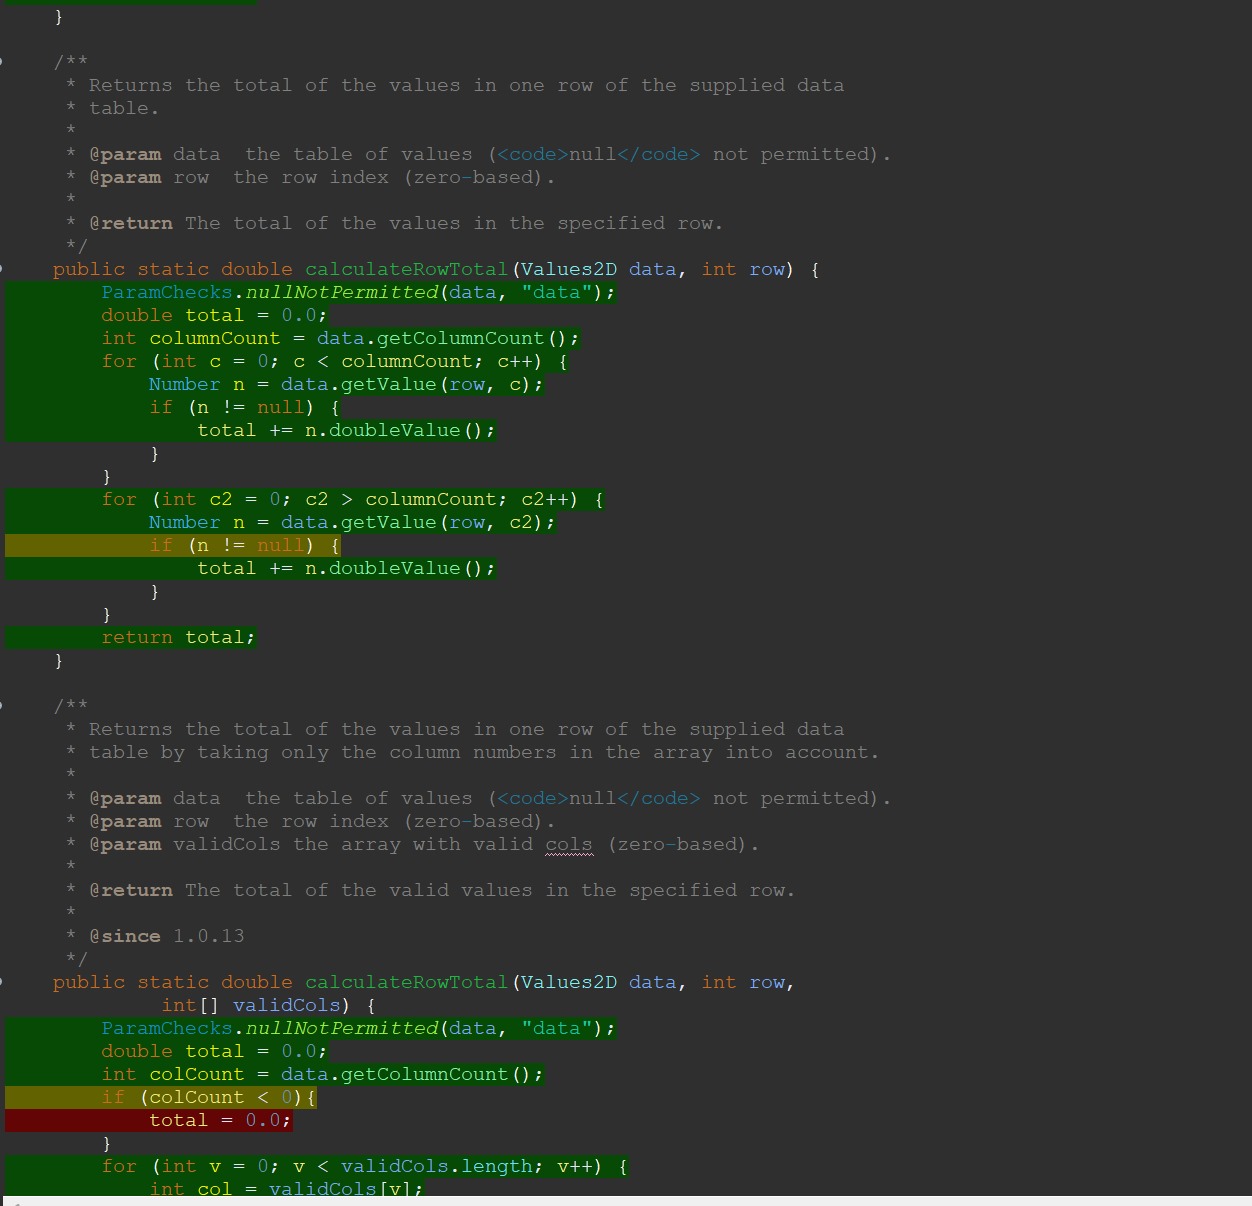 }
/**
* Returns the total of the values in one row of the supplied data
* table.
*
* @param data  the table of values (<code>null</code> not permitted).
* @param row  the row index (zero-based).
*
* @return The total of the values in the specified row.
*/
public static double calculateRowTotal(Values2D data, int row) {
ParamChecks.nullNotPermitted(data, "data");
double total = 0.0;
int columnCount = data.getColumnCount();
for (int c = 0; c < columnCount; c++) {
Number n = data.getValue(row, c);
if (n != null) {
total += n.doubleValue();
}
}
for (int c2 = 0; c2 > columnCount; c2++) {
Number n = data.getValue(row, c2);
if (n != null) {
total += n.doubleValue();
}
}
return total;
}
/**
* Returns the total of the values in one row of the supplied data
* table by taking only the column numbers in the array into account.
*
* @param data  the table of values (<code>null</code> not permitted).
* @param row  the row index (zero-based).
* @param validCols the array with valid cols (zero-based).
*
* @return The total of the valid values in the specified row.
*
* @since 1.0.13
*/
public static double calculateRowTotal(Values2D data, int row,
int[] validCols) {
ParamChecks.nullNotPermitted(data, "data");
double total = 0.0;
int colCount = data.getColumnCount();
if (colCount < 0){
total = 0.0;
}
for (int v = 0; v < validCols.length; v++) {
int col = validCols[v];